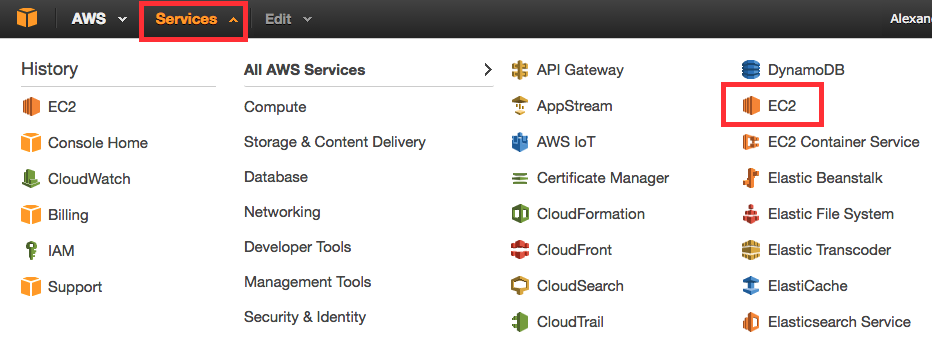 AWS
Services
Edit
Alexan
History
EC2
Console Home
CloudWatch
Billing
IAM
Support
All AWS Services
Compute
Storage & Content Delivery
Database
Networking
Developer Tools
Management Tools
Security & Identity
API Gateway
AppStream
AWS IoT
Certificate Manager
CloudFormation
CloudFront
CloudSearch
CloudTrail
DynamoDB
EC2
EC2 Container Service
Elastic Beanstalk
Elastic File System
Elastic Transcoder
ElastiCache
Elasticsearch Service